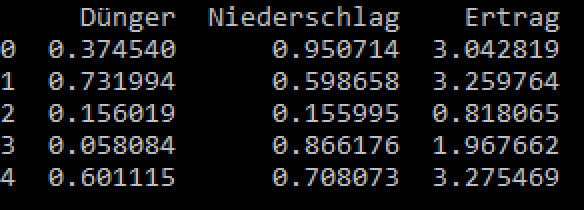 Dünger Niederschlag Ertrag
0 0.374540 0.950714 3.042819
1 0.731994 0.598658 3.259764
2 0.156019 0.155995 0.818065
3 0.058084 0.866176 1.967662
4 0.601115 0.708073 3.275469